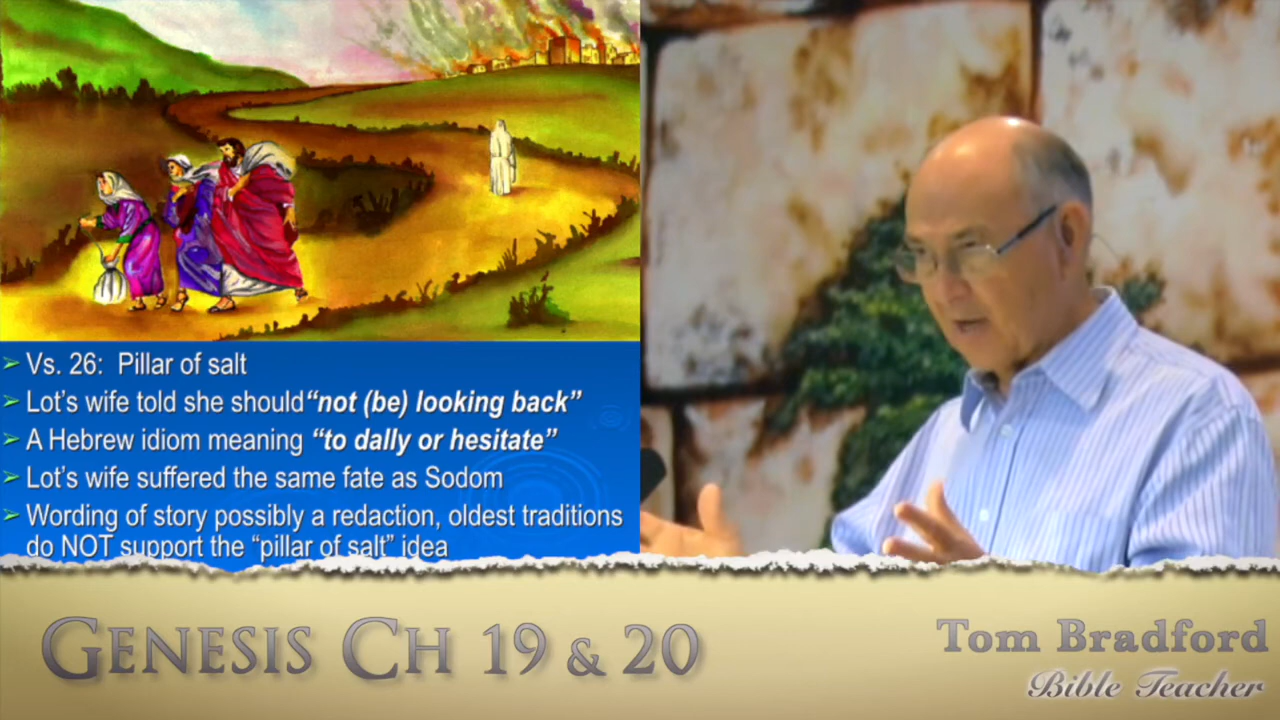 ➢ Vs. 26: Pillar of salt
➢ Lot's wife told she should “not (be) looking back”
➢ A Hebrew idiom meaning “to dally or hesitate”
➢ Lot's wife suffered the same fate as Sodom
➢ Wording of story possibly a redaction, oldest traditions
do NOT support the “pillar of salt” idea
Genesis Ch 19 & 20
Tom Bradford
Bible Teacher